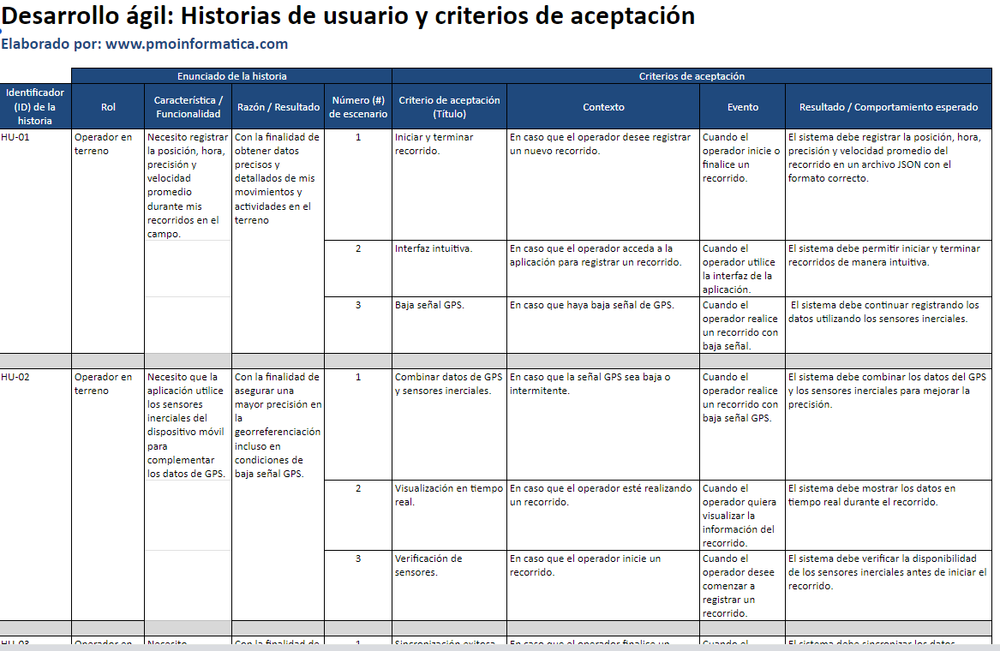 Desarrollo ágil: Historias de usuario y criterios de aceptación
Elaborado por: www.pmoinformatica.com
Enunciado de la historia
Criterios de aceptación
Identificador
(ID) de la
historia
Rol
Característica /
Funcionalidad
Razón / Resultado
Número (#)
de escenario
Criterio de aceptación
(Título)
Contexto
Evento
Resultado / Comportamiento esperado
HU-01
Operador en
terreno
Necesito registrar
la posición, hora,
precisión y
velocidad
promedio
durante mis
recorridos en el
campo.
Con la finalidad de
obtener datos
precisos y
detallados de mis
movimientos y
actividades en el
terreno
1
Iniciar y terminar
recorrido.
En caso que el operador desee registrar
un nuevo recorrido.
Cuando el
operador inicie o
finalice un
recorrido.
El sistema debe registrar la posición, hora,
precisión y velocidad promedio del
recorrido en un archivo JSON con el
formato correcto.
2
Interfaz intuitiva.
En caso que el operador acceda a la
aplicación para registrar un recorrido.
Cuando el
operador utilice
la interfaz de la
aplicación.
El sistema debe permitir iniciar y terminar
recorridos de manera intuitiva.
3
Baja señal GPS.
En caso que haya baja señal de GPS.
Cuando el
operador realice
un recorrido con
baja señal.
El sistema debe continuar registrando los
datos utilizando los sensores inerciales.
HU-02
Operador en
terreno
Necesito que la
aplicación utilice
los sensores
inerciales del
dispositivo móvil
para
complementar
los datos de GPS.
Con la finalidad de
asegurar una
mayor precisión en
la
georreferenciación
incluso en
condiciones de
baja señal GPS.
1
Combinar datos de GPS
y sensores inerciales.
En caso que la señal GPS sea baja o
intermitente.
Cuando el
operador realice
un recorrido con
baja señal GPS.
El sistema debe combinar los datos del GPS
y los sensores inerciales para mejorar la
precisión.
2
Visualización en tiempo
real.
En caso que el operador esté realizando
un recorrido.
Cuando el
operador quiera
visualizar la
información del
recorrido.
El sistema debe mostrar los datos en
tiempo real durante el recorrido.
3
Verificación de
sensores.
En caso que el operador inicie un
recorrido.
Cuando el
operador desee
comenzar a
registrar un
recorrido.
El sistema debe verificar la disponibilidad
de los sensores inerciales antes de iniciar el
recorrido.
HU-03
Operador en
Necesito
Con la finalidad de
1
Sincronización exitosa
En caso que el operador finalice un
Cuando el
El sistema debe sincronizar los datos